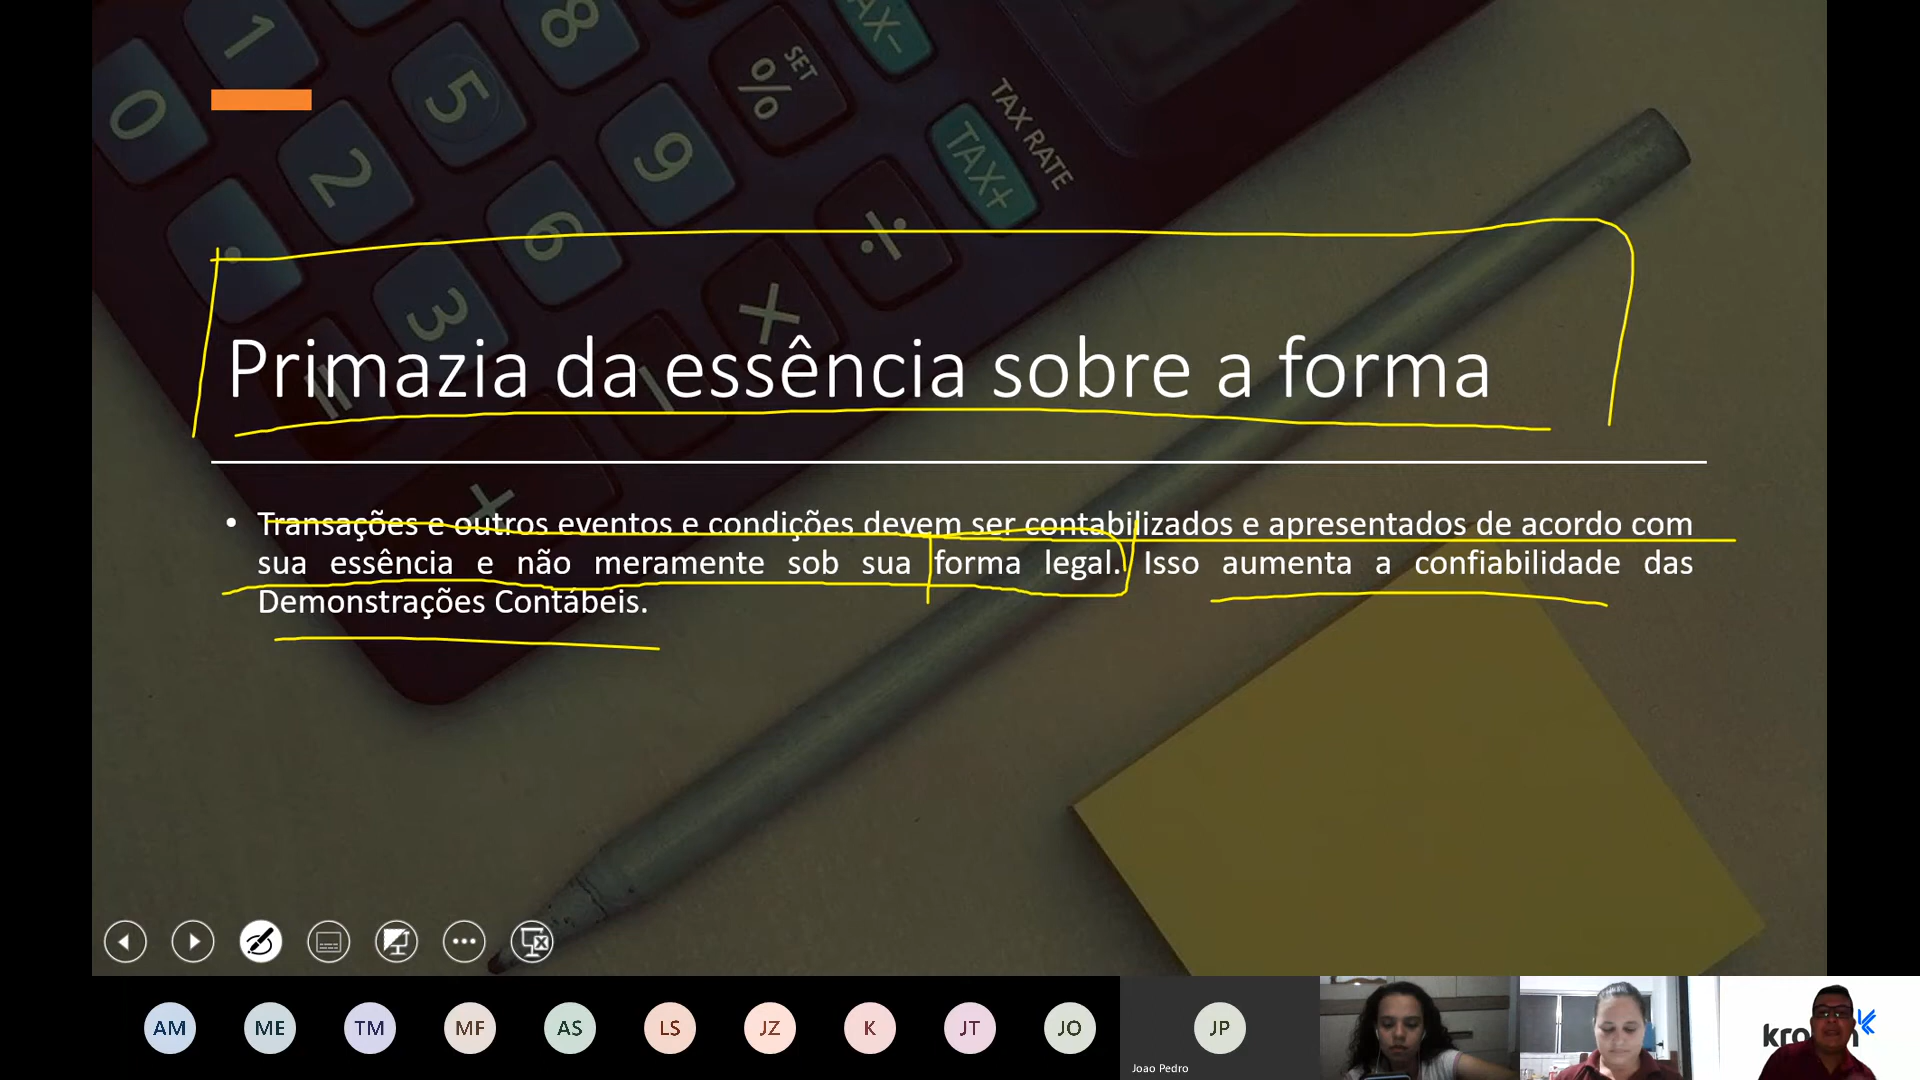 0
1
8
TAX-
5
SET
%
TAX RATE
2
9
TAX+
.
6
÷
3
×
=
-
+
Primazia da essência sobre a forma
• Transações e outros eventos e condições devem ser contabilizados e apresentados de acordo com
sua essência e não meramente sob sua forma legal. Isso aumenta a confiabilidade das
Demonstrações Contábeis.
AM ME TM MF AS LS JZ K JT JO JP
Joao Pedro